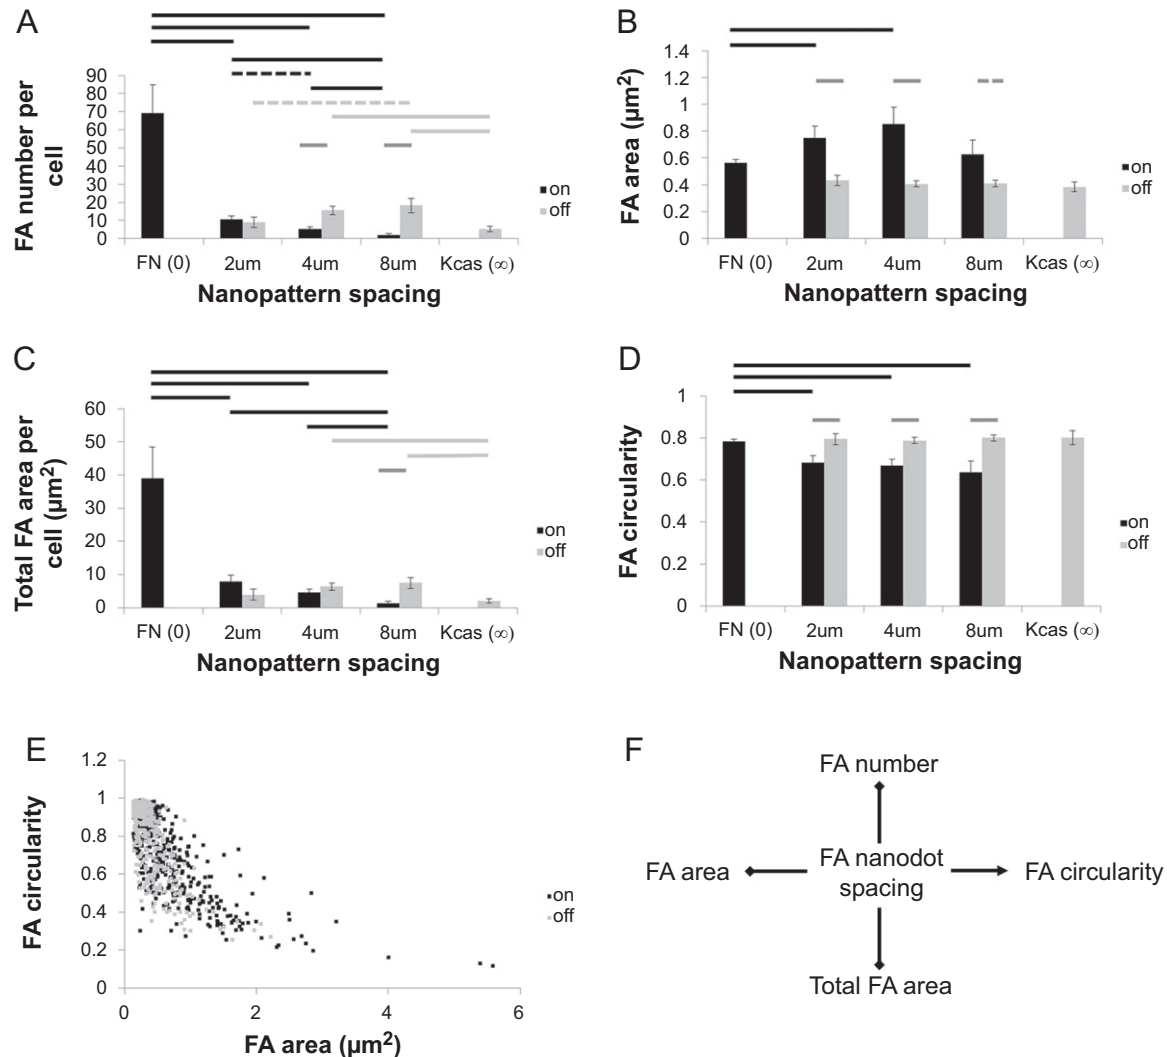 A
FA number per
cell
90
80
70
60
50
40
30
20
10
0
FN (0)
2um
4um
8um
Kcas (∞)
Nanopattern spacing
on
off
B
FA area (µm²)
1.4
1.2
1
0.8
0.6
0.4
0.2
0
FN (0)
2um
4um
8um
Kcas (∞)
Nanopattern spacing
on
off
C
Total FA area per
cell (µm²)
60
50
40
30
20
10
0
FN (0)
2um
4um
8um
Kcas (∞)
Nanopattern spacing
on
off
D
FA circularity
1
0.8
0.6
0.4
0.2
0
FN (0)
2um
4um
8um
Kcas (∞)
Nanopattern spacing
on
off
E
FA circularity
1.2
1
0.8
0.6
0.4
0.2
0
0
2
4
6
FA area (µm²)
on
off
F
FA number
FA area
FA nanodot
spacing
FA circularity
Total FA area